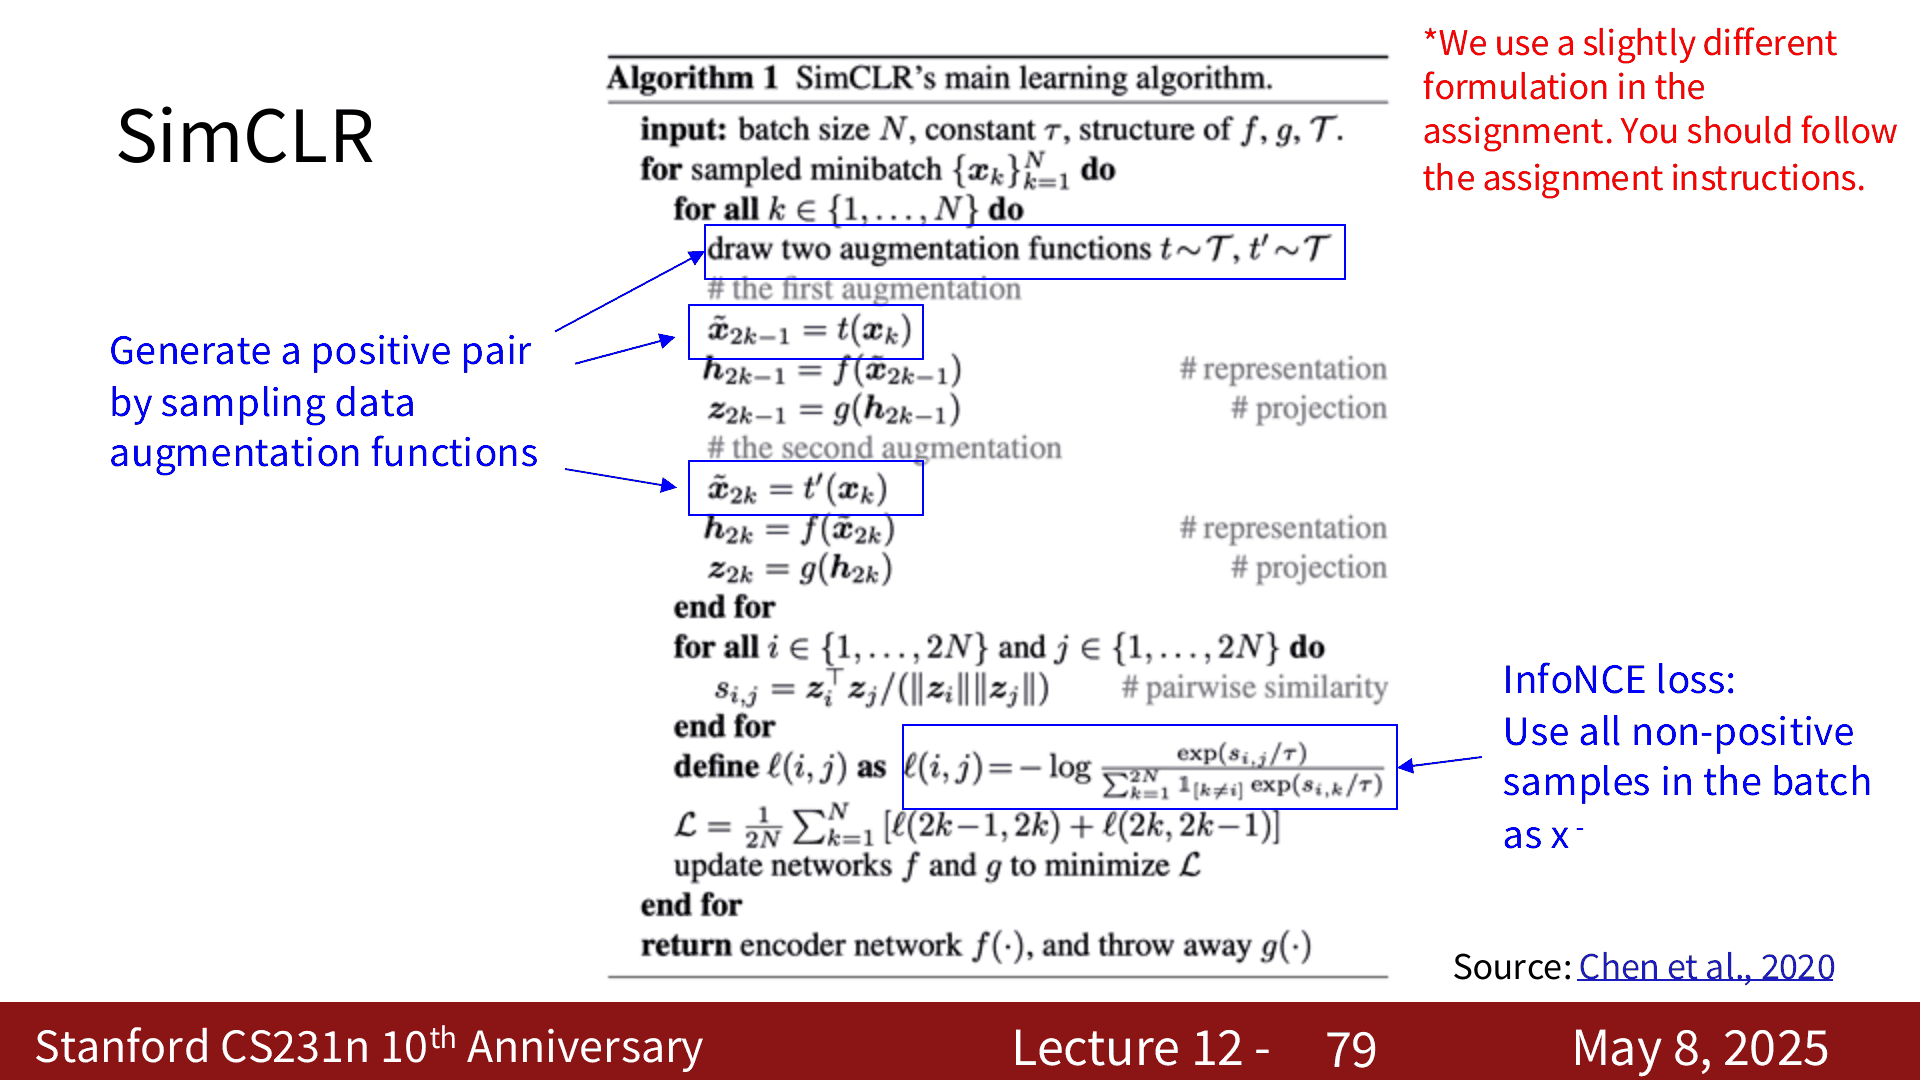 SimCLR
Algorithm 1 SimCLR's main learning algorithm.
input: batch size N, constant τ, structure of f, g, 𝒯.
for sampled minibatch {x_k}_{k=1}^N do
for all k ∈ {1, . . . , N} do
draw two augmentation functions t∼𝒯, t′∼𝒯
# the first augmentation
x̃_{2k−1} = t(x_k)
h_{2k−1} = f(x̃_{2k−1}) # representation
z_{2k−1} = g(h_{2k−1}) # projection
# the second augmentation
x̃_{2k} = t′(x_k)
h_{2k} = f(x̃_{2k}) # representation
z_{2k} = g(h_{2k}) # projection
end for
for all i ∈ {1, . . . , 2N} and j ∈ {1, . . . , 2N} do
s_{i,j} = z_i^⊤ z_j/(‖z_i‖‖z_j‖) # pairwise similarity
end for
define ℓ(i, j) as ℓ(i, j)=− log exp(s_{i,j}/τ) / ∑_{k=1}^{2N} 1_{[k≠i]} exp(s_{i,k}/τ)
ℒ = 1/2N ∑_{k=1}^N [ℓ(2k−1, 2k) + ℓ(2k, 2k−1)]
update networks f and g to minimize ℒ
end for
return encoder network f(·), and throw away g(·)
Generate a positive pair
by sampling data
augmentation functions
*We use a slightly different
formulation in the
assignment. You should follow
the assignment instructions.
InfoNCE loss:
Use all non-positive
samples in the batch
as x⁻
Source: Chen et al., 2020
Stanford CS231n 10th Anniversary
Lecture 12 - 79
May 8, 2025